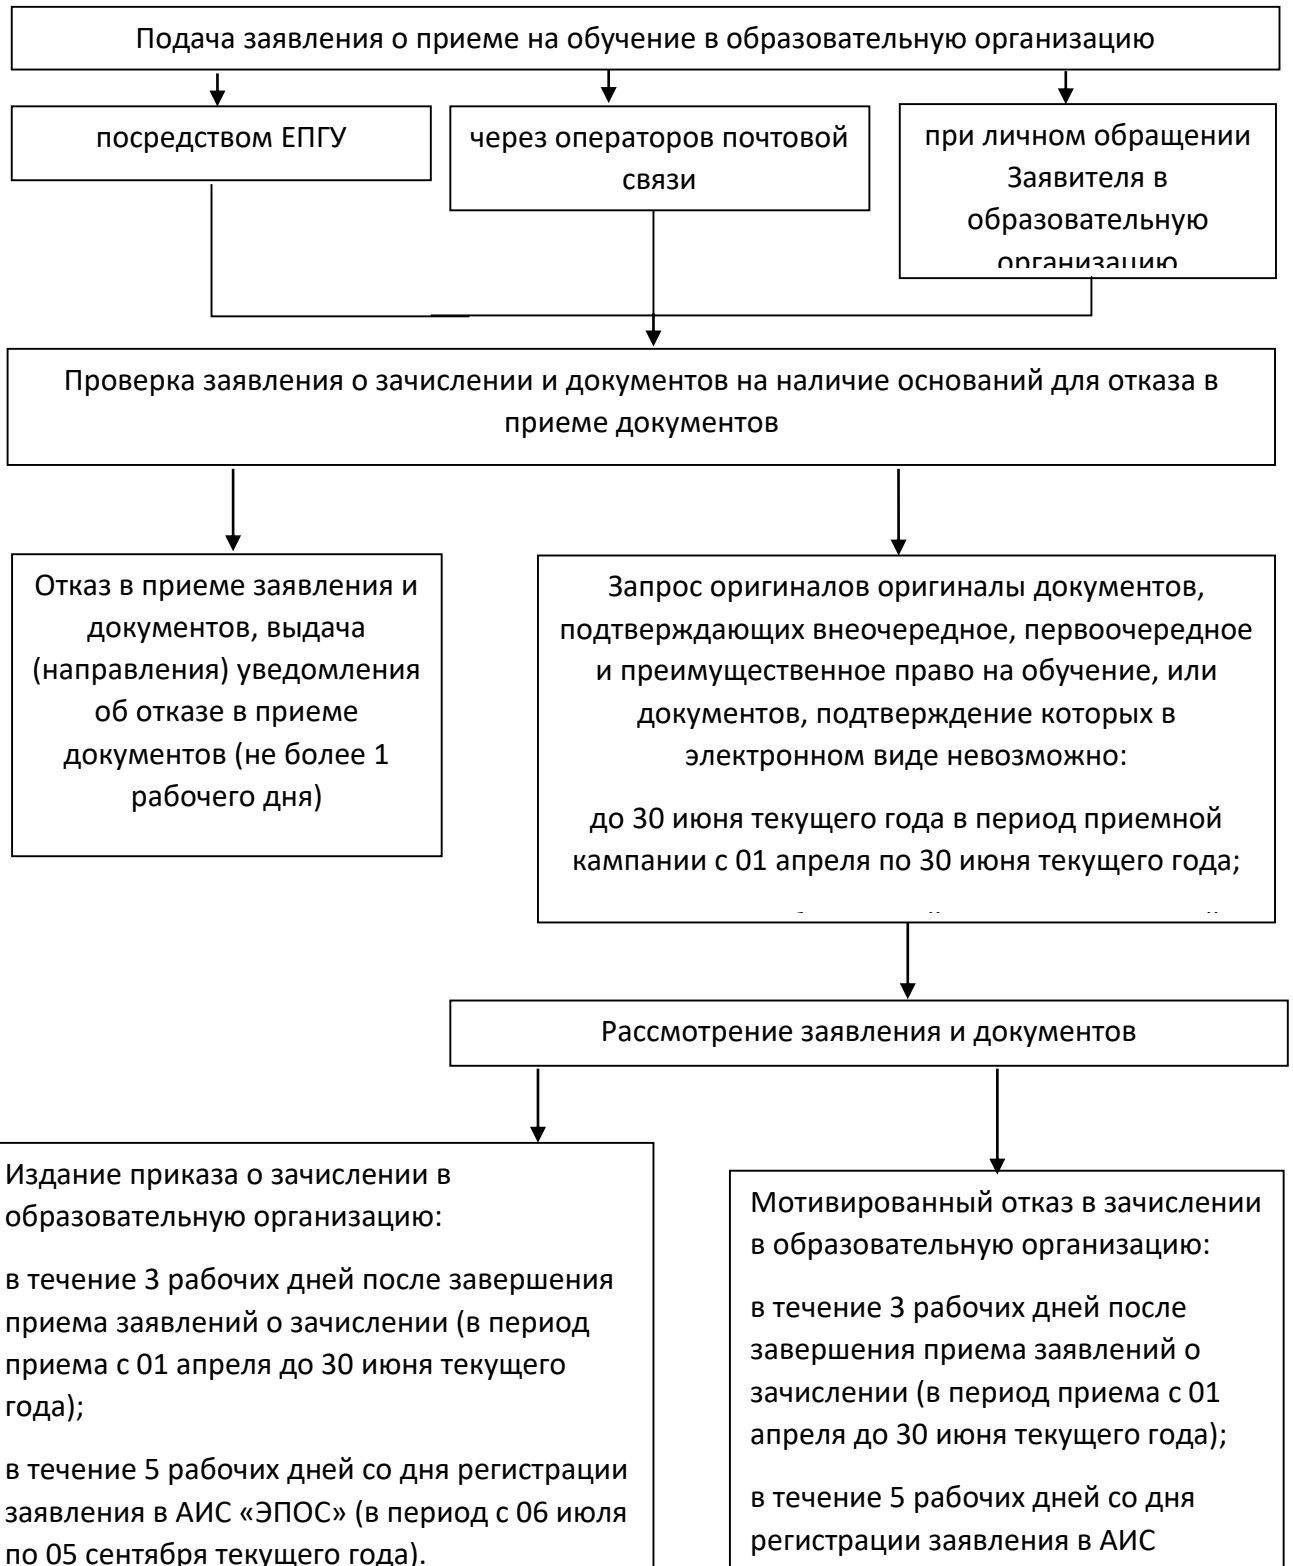 Подача заявления о приеме на обучение в образовательную организацию
посредством ЕПГУ
через операторов почтовой
связи
при личном обращении
Заявителя в
образовательную
организацию
Проверка заявления о зачислении и документов на наличие оснований для отказа в
приеме документов
Отказ в приеме заявления и
документов, выдача
(направления) уведомления
об отказе в приеме
документов (не более 1
рабочего дня)
Запрос оригиналов оригиналы документов,
подтверждающих внеочередное, первоочередное
и преимущественное право на обучение, или
документов, подтверждение которых в
электронном виде невозможно:
до 30 июня текущего года в период приемной
кампании с 01 апреля по 30 июня текущего года;
Рассмотрение заявления и документов
Издание приказа о зачислении в
образовательную организацию:
в течение 3 рабочих дней после завершения
приема заявлений о зачислении (в период
приема с 01 апреля до 30 июня текущего
года);
в течение 5 рабочих дней со дня регистрации
заявления в АИС «ЭПОС» (в период с 06 июля
по 05 сентября текущего года).
Мотивированный отказ в зачислении
в образовательную организацию:
в течение 3 рабочих дней после
завершения приема заявлений о
зачислении (в период приема с 01
апреля до 30 июня текущего года);
в течение 5 рабочих дней со дня
регистрации заявления в АИС